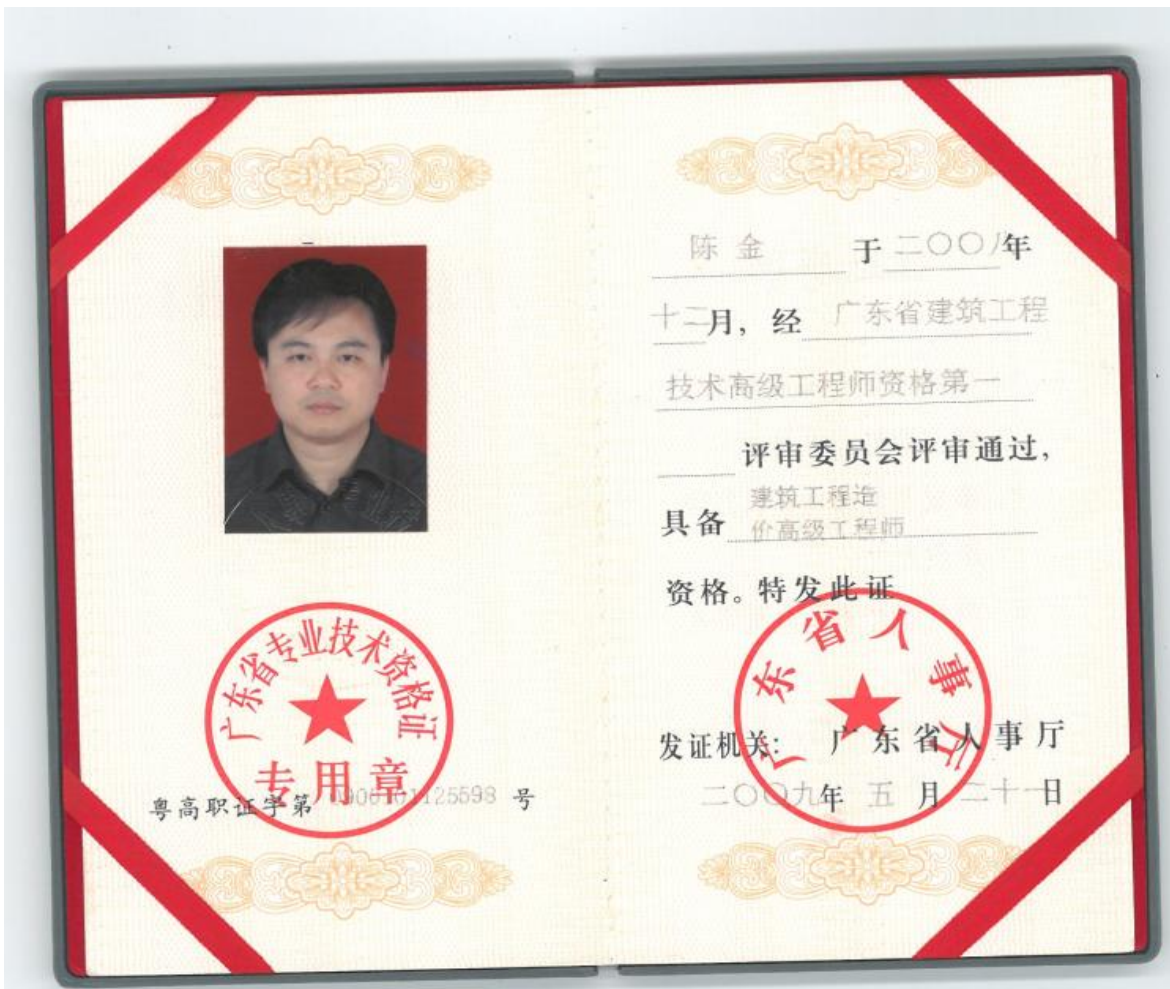 广东省专业技术资格证
专用章
粤高职证字第 号
陈金 于二〇〇八年
十二月，经 广东省建筑工程
技术高级工程师资格第一
评审委员会评审通过，
具备 建筑工程造
价高级工程师
资格。特发此证
广东省人事厅
发证机关： 广东省人事厅
二〇〇九年 五 月二十一日